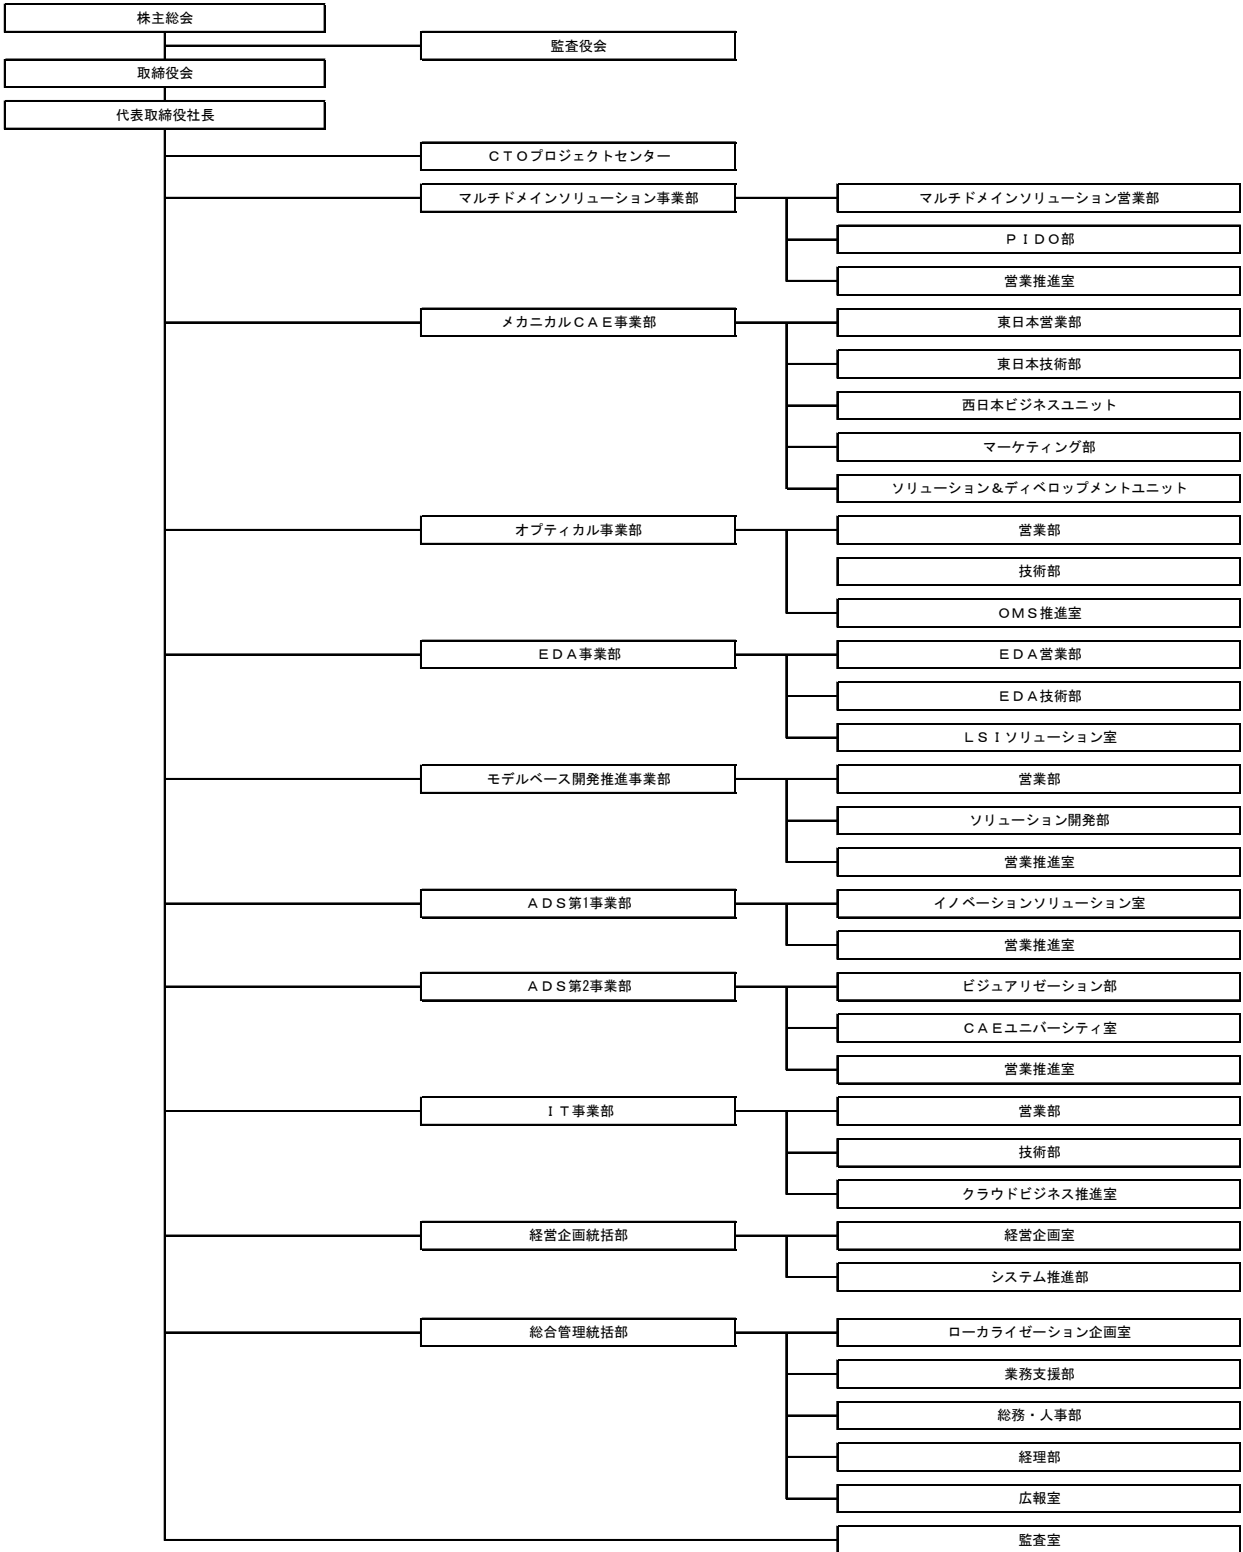 株主総会
監査役会
取締役会
代表取締役社長
ＣＴＯプロジェクトセンター
マルチドメインソリューション事業部
マルチドメインソリューション営業部
ＰＩＤＯ部
営業推進室
メカニカルＣＡＥ事業部
東日本営業部
東日本技術部
西日本ビジネスユニット
マーケティング部
ソリューション＆ディベロップメントユニット
オプティカル事業部
営業部
技術部
ＯＭＳ推進室
ＥＤＡ事業部
ＥＤＡ営業部
ＥＤＡ技術部
ＬＳＩソリューション室
モデルベース開発推進事業部
営業部
ソリューション開発部
営業推進室
ＡＤＳ第1事業部
イノベーションソリューション室
営業推進室
ＡＤＳ第2事業部
ビジュアリゼーション部
ＣＡＥユニバーシティ室
営業推進室
ＩＴ事業部
営業部
技術部
クラウドビジネス推進室
経営企画統括部
経営企画室
システム推進部
総合管理統括部
ローカライゼーション企画室
業務支援部
総務・人事部
経理部
広報室
監査室